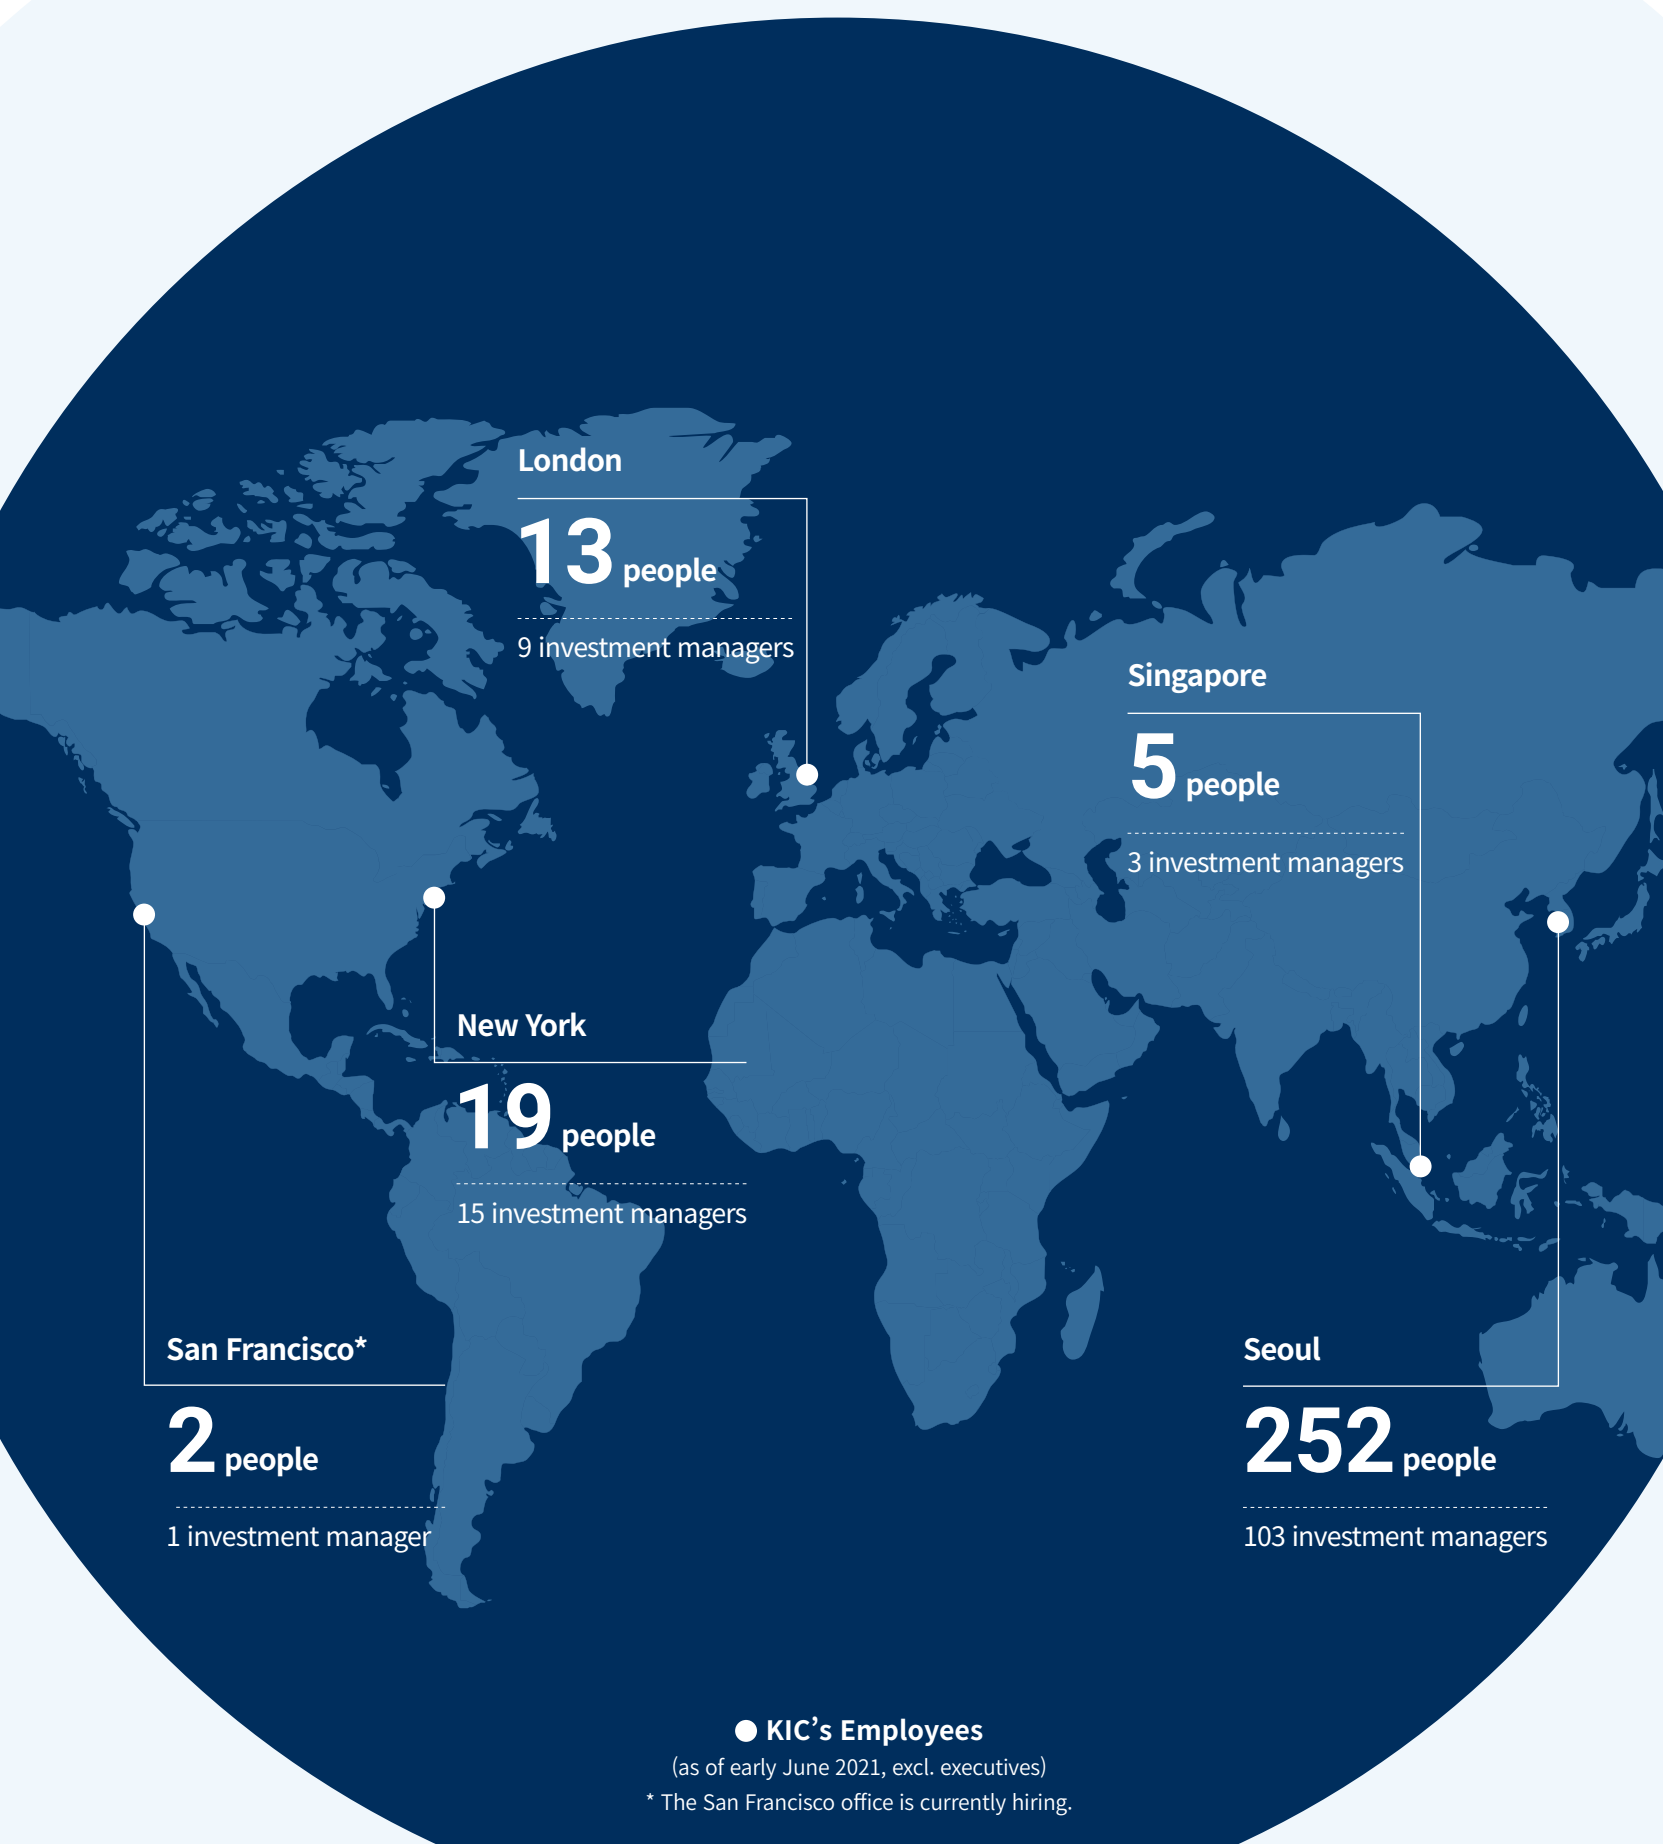 London
13 people
9 investment managers
Singapore
5 people
3 investment managers
New York
19 people
15 investment managers
San Francisco*
2 people
1 investment manager
Seoul
252 people
103 investment managers
KIC’s Employees
(as of early June 2021, excl. executives)
* The San Francisco office is currently hiring.